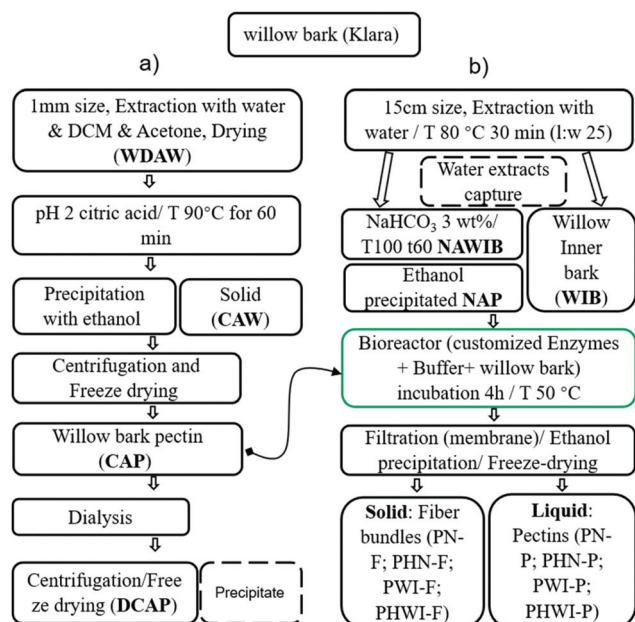 willow bark (Klara)
a)
1mm size, Extraction with water
& DCM & Acetone, Drying
(WDAW)
pH 2 citric acid/ T 90°C for 60
min
Precipitation
with ethanol
Solid
(CAW)
Centrifugation and
Freeze drying
Willow bark pectin
(CAP)
Dialysis
Centrifugation/Free
ze drying (DCAP)
Precipitate
b)
15cm size, Extraction with
water / T 80 °C 30 min (l:w 25)
Water extracts
capture
NaHCO₃ 3 wt%/
T100 t60 NAWIB
Ethanol
precipitated NAP
Willow
Inner
bark
(WIB)
Bioreactor (customized Enzymes
+ Buffer+ willow bark)
incubation 4h / T 50 °C
Filtration (membrane)/ Ethanol
precipitation/ Freeze-drying
Solid: Fiber
bundles (PN-
F; PHN-F;
PWI-F;
PHWI-F)
Liquid:
Pectins (PN-
P; PHN-P;
PWI-P;
PHWI-P)